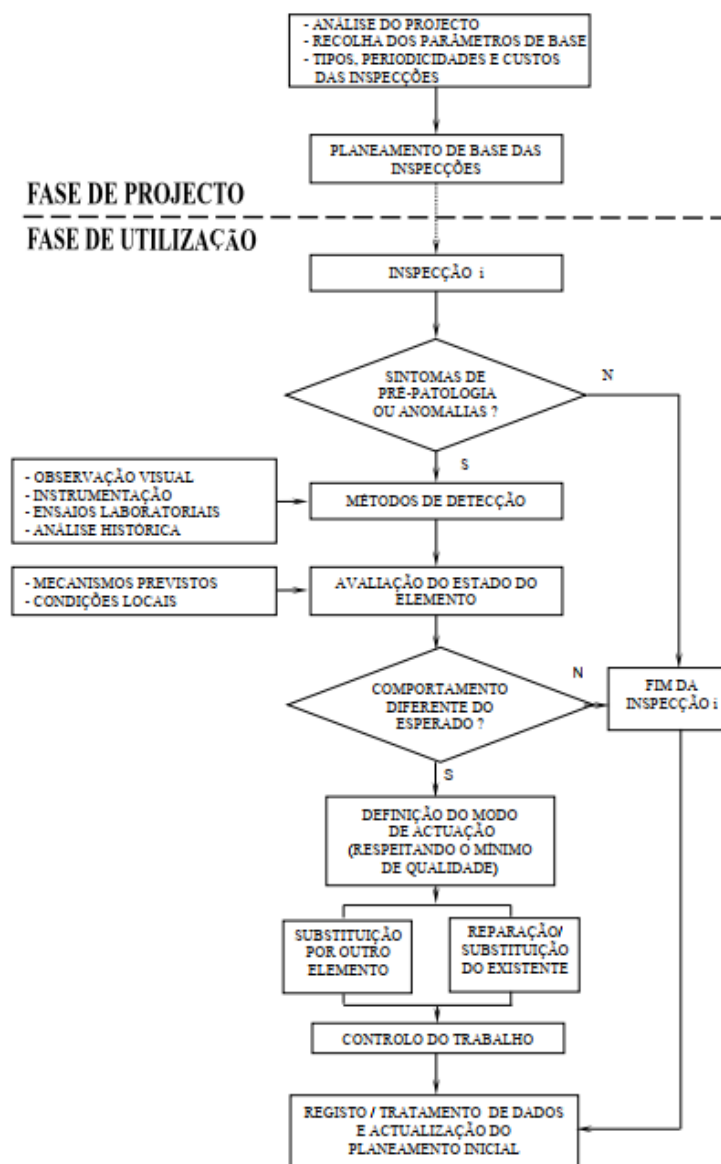 - ANÁLISE DO PROJECTO
- RECOLHA DOS PARÂMETROS DE BASE
- TIPOS, PERIODICIDADES E CUSTOS
DAS INSPECÇÕES
PLANEAMENTO DE BASE DAS
INSPECÇÕES
FASE DE PROJECTO
FASE DE UTILIZAÇÃO
INSPECÇÃO i
SINTOMAS DE
PRÉ-PATOLOGIA
OU ANOMALIAS ?
N
S
- OBSERVAÇÃO VISUAL
- INSTRUMENTAÇÃO
- ENSAIOS LABORATORIAIS
- ANÁLISE HISTÓRICA
MÉTODOS DE DETECÇÃO
- MECANISMOS PREVISTOS
- CONDIÇÕES LOCAIS
AVALIAÇÃO DO ESTADO DO
ELEMENTO
COMPORTAMENTO
DIFERENTE DO
ESPERADO ?
N
FIM DA
INSPECÇÃO i
S
DEFINIÇÃO DO MODO
DE ACTUAÇÃO
(RESPEITANDO O MÍNIMO
DE QUALIDADE)
SUBSTITUIÇÃO
POR OUTRO
ELEMENTO
REPARAÇÃO/
SUBSTITUIÇÃO
DO EXISTENTE
CONTROLO DO TRABALHO
REGISTO / TRATAMENTO DE DADOS
E ACTUALIZAÇÃO DO
PLANEAMENTO INICIAL